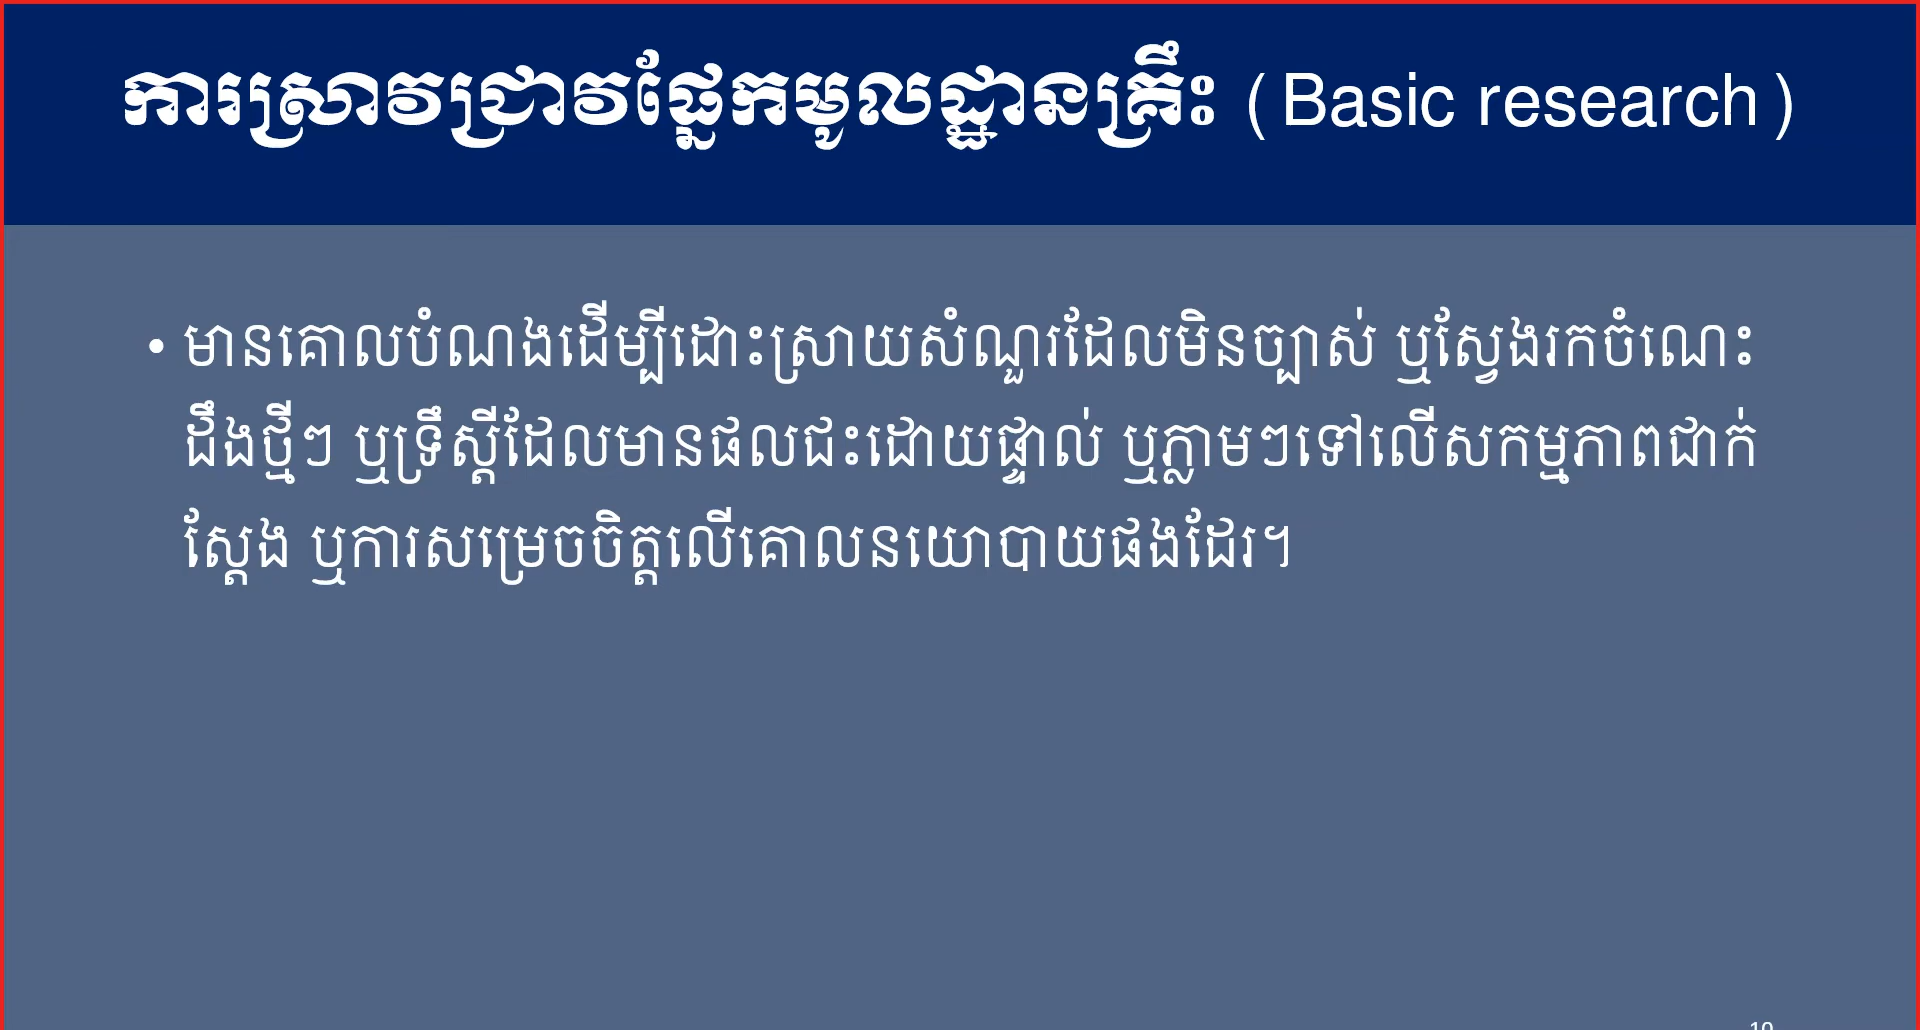 ការស្រាវជ្រាវផ្នែកមូលដ្ឋានគ្រឹះ (Basic research)
• មានគោលបំណងដើម្បីដោះស្រាយសំណួរដែលមិនច្បាស់ ឬស្វែងរកចំណេះ
ដឹងថ្មីៗ ឬទ្រឹស្តីដែលមានផលជះដោយផ្ទាល់ ឬភ្លាមៗទៅលើសកម្មភាពជាក់
ស្តែង ឬការសម្រេចចិត្តលើគោលនយោបាយផងដែរ។